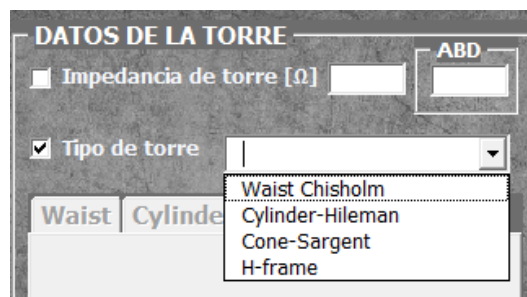 DATOS DE LA TORRE
ABD
Impedancia de torre [Ω]
Tipo de torre
Waist Chisholm
Cylinder-Hileman
Cone-Sargent
H-frame
Waist Cylinde